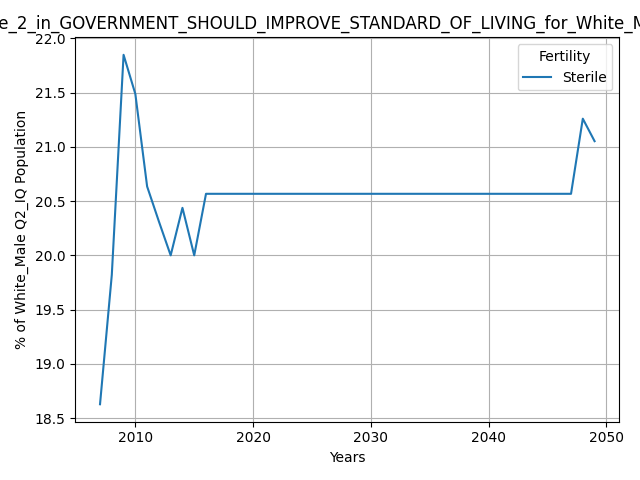 e_2_in_GOVERNMENT_SHOULD_IMPROVE_STANDARD_OF_LIVING_for_White_M
22.0
21.5
21.0
20.5
20.0
19.5
19.0
18.5
% of White_Male Q2_IQ Population
Fertility
Sterile
2010 2020 2030 2040 2050
Years